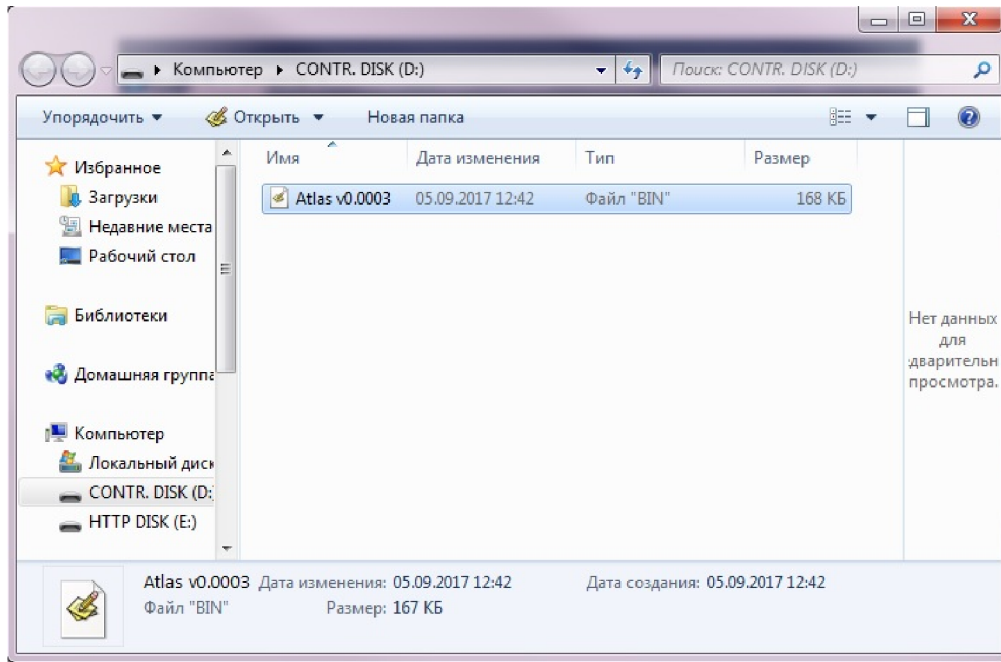 Компьютер ▸ CONTR. DISK (D:)
Поиск: CONTR. DISK (D:)
Упорядочить
Открыть
Новая папка
Избранное
Загрузки
Недавние места
Рабочий стол
Библиотеки
Домашняя группа
Компьютер
Локальный диск
CONTR. DISK (D:)
HTTP DISK (E:)
Имя Дата изменения Тип Размер
Atlas v0.0003 05.09.2017 12:42 Файл "BIN" 168 КБ
Нет данных
для
едварительн
просмотра.
Atlas v0.0003 Дата изменения: 05.09.2017 12:42 Дата создания: 05.09.2017 12:42
Файл "BIN" Размер: 167 КБ